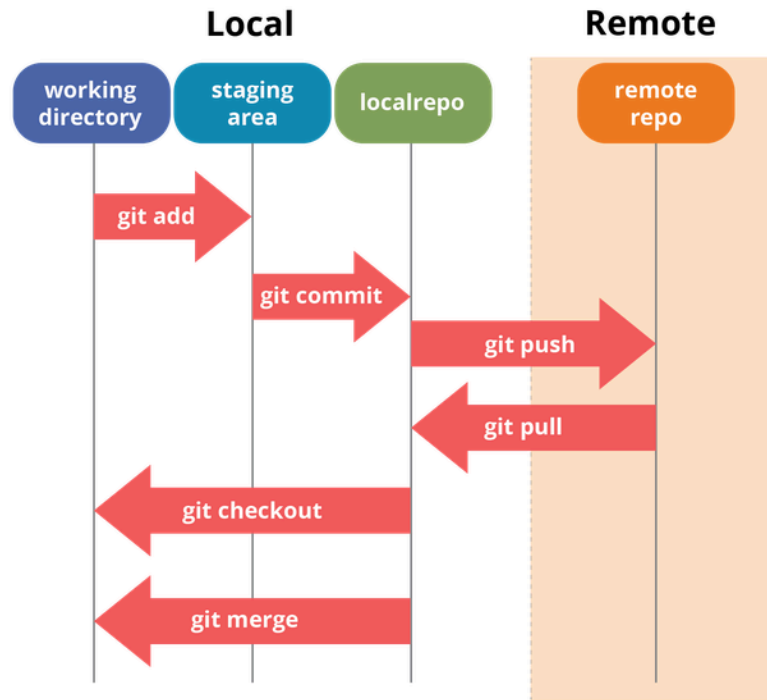 Local
Remote
working
directory
staging
area
localrepo
remote
repo
git add
git commit
git push
git pull
git checkout
git merge